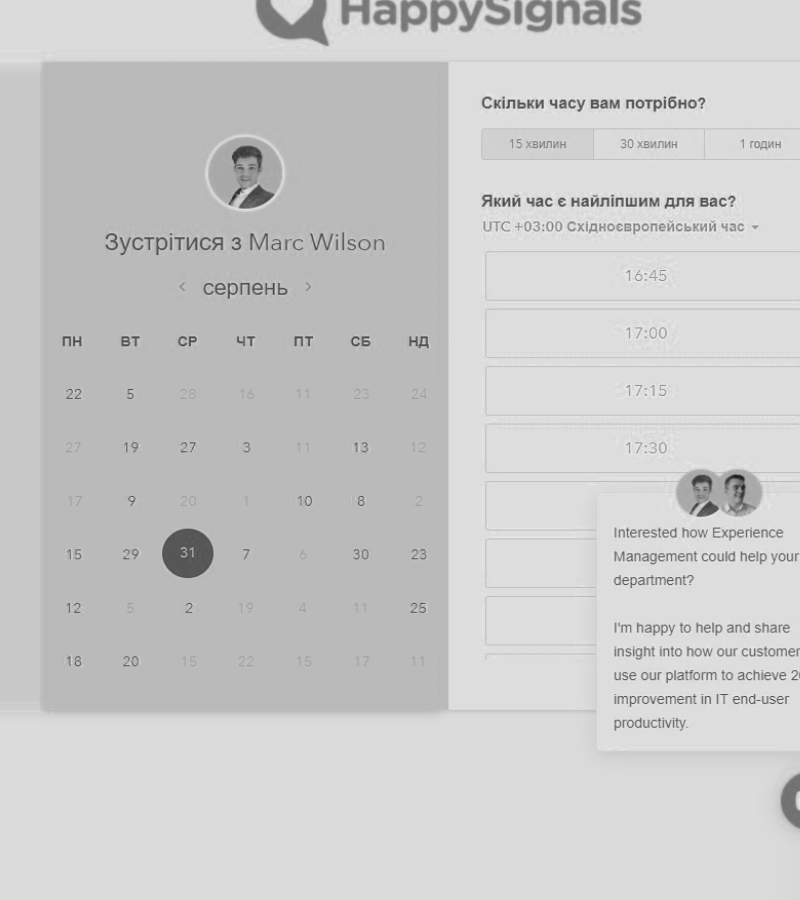 HappySignals
Зустрітися з Marc Wilson
серпень
ПН ВТ СР ЧТ ПТ СБ НД
22 5 28 16 11 23 24
27 19 27 3 11 13 12
17 9 20 1 10 8 2
15 29 31 7 6 30 23
12 5 2 19 4 11 25
18 20 15 22 15 17 11
Скільки часу вам потрібно?
15 хвилин 30 хвилин 1 годин
Який час є найліпшим для вас?
UTC +03:00 Східноєвропейський час
16:45
17:00
17:15
17:30
Interested how Experience
Management could help your
department?
I'm happy to help and share
insight into how our customer
use our platform to achieve
improvement in IT end-user
productivity.